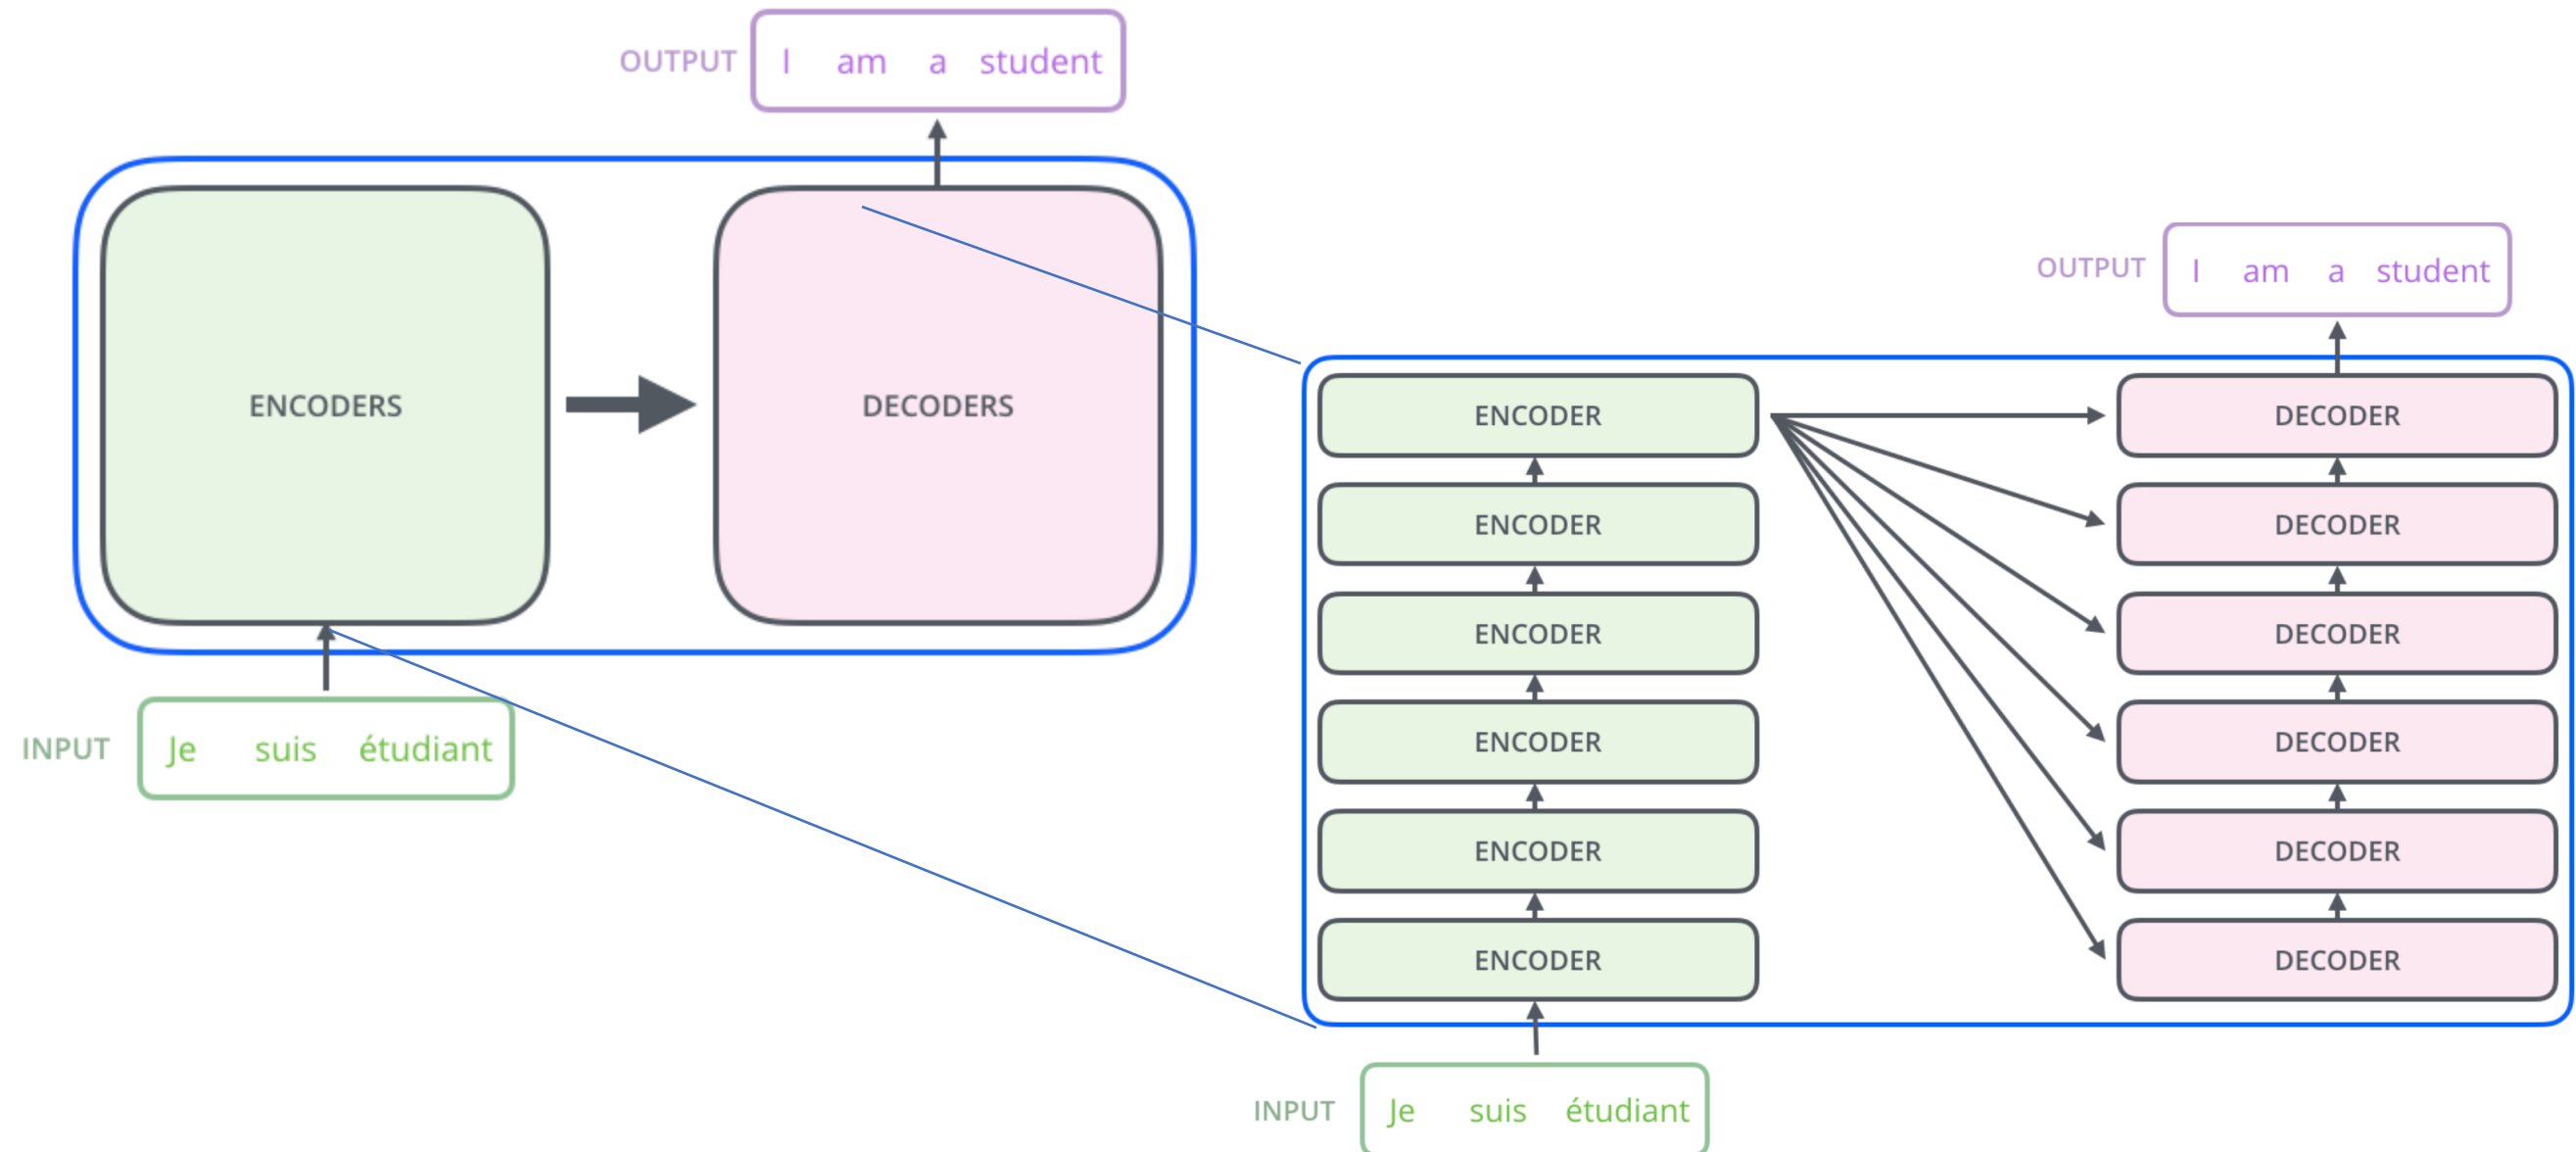 OUTPUT I am a student
ENCODERS DECODERS
INPUT Je suis étudiant
OUTPUT I am a student
ENCODER DECODER
ENCODER DECODER
ENCODER DECODER
ENCODER DECODER
ENCODER DECODER
ENCODER DECODER
INPUT Je suis étudiant